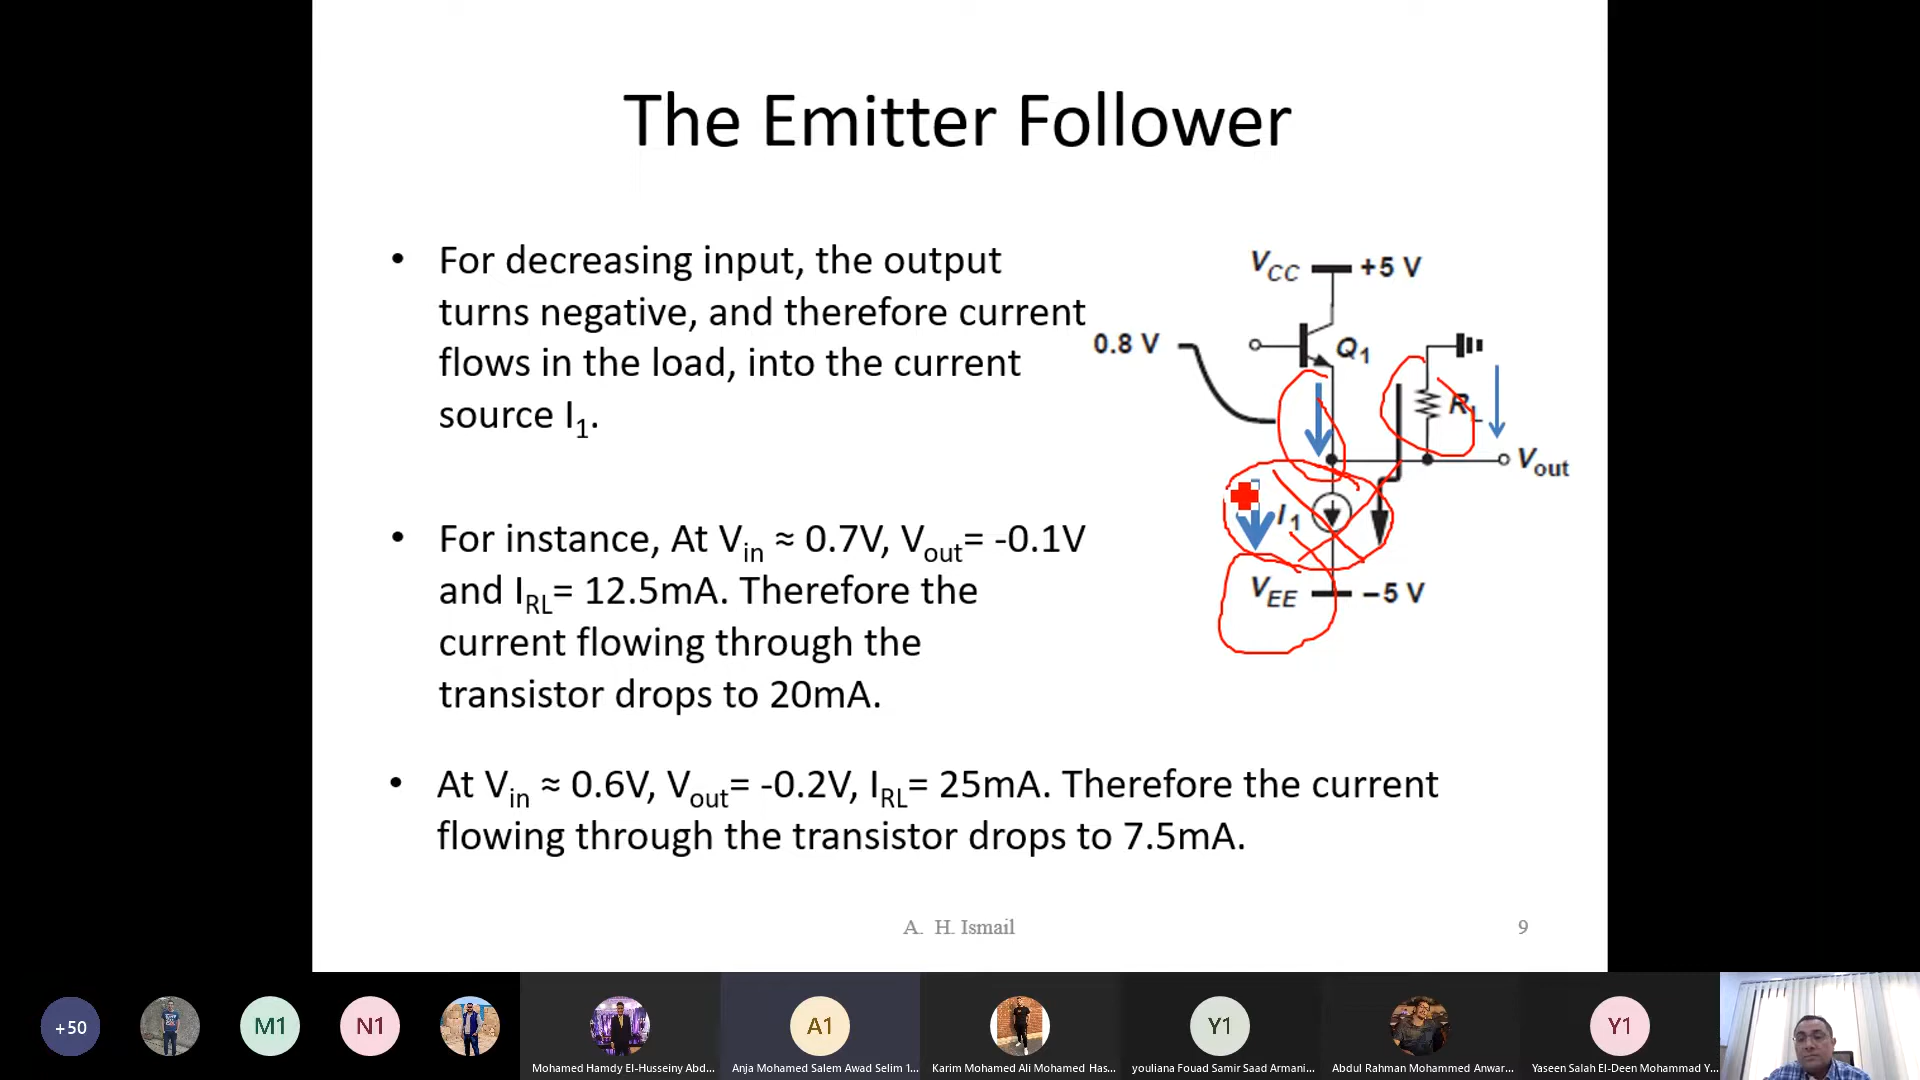 The Emitter Follower
• For decreasing input, the output
turns negative, and therefore current
flows in the load, into the current
source I1.
• For instance, At Vin ≈ 0.7V, Vout= -0.1V
and IRL= 12.5mA. Therefore the
current flowing through the
transistor drops to 20mA.
• At Vin ≈ 0.6V, Vout= -0.2V, IRL= 25mA. Therefore the current
flowing through the transistor drops to 7.5mA.
VCC +5 V
0.8 V
Q1
RL
Vout
I1
VEE −5 V
A. H. Ismail
9
+50
M1
N1
A1
Y1
Y1
Mohamed Hamdy El-Husseiny Abd...
Anja Mohamed Salem Awad Selim 1...
Karim Mohamed Ali Mohamed Has...
youliana Fouad Samir Saad Armani...
Abdul Rahman Mohammed Anwar...
Yaseen Salah El-Deen Mohammad Y...